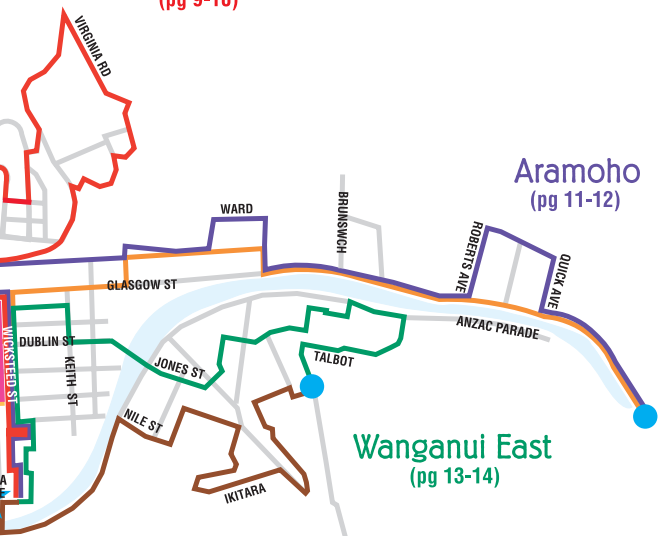 (pg 9-10)
VIRGINIA RD
Aramoho
(pg 11-12)
WARD
BRUNSWICH
ROBERTS AVE
QUICK AVE
GLASGOW ST
ANZAC PARADE
WICKSTEED ST
DUBLIN ST
KEITH ST
JONES ST
TALBOT
NILE ST
Wanganui East
(pg 13-14)
IKITARA
A
E